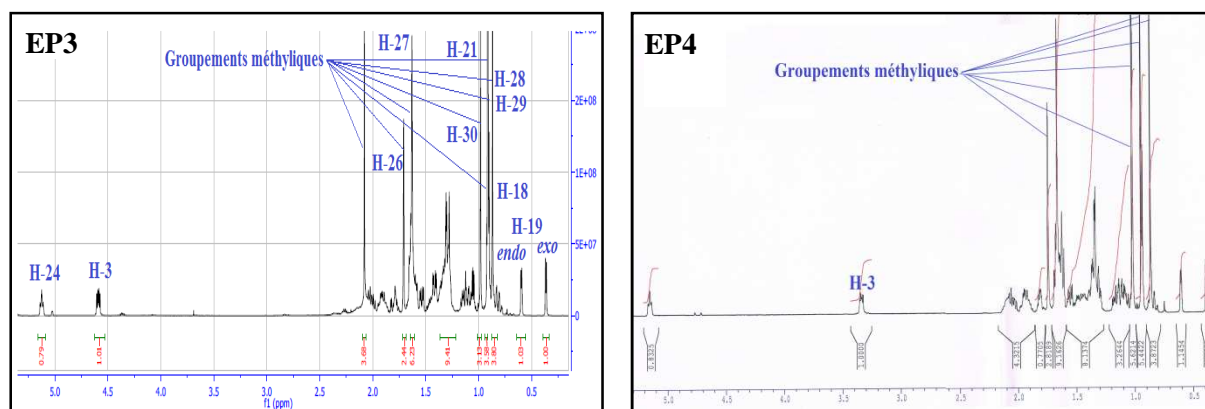 EP3
H-27
H-21
Groupements méthyliques
H-28
H-29
H-30
H-26
H-18
H-19
endo
exo
H-24
H-3
2E+08
1E+08
5E+07
0
0.79
1.01
3.68
2.44
6.23
9.41
3.13
3.80
1.03
1.00
5.0
4.5
4.0
3.5
3.0
2.5
2.0
1.5
1.0
0.5
f1 (ppm)
EP4
Groupements méthyliques
H-3
0.8325
1.0000
5.0
4.5
4.0
3.5
3.0
2.5
2.0
1.5
1.0
0.5